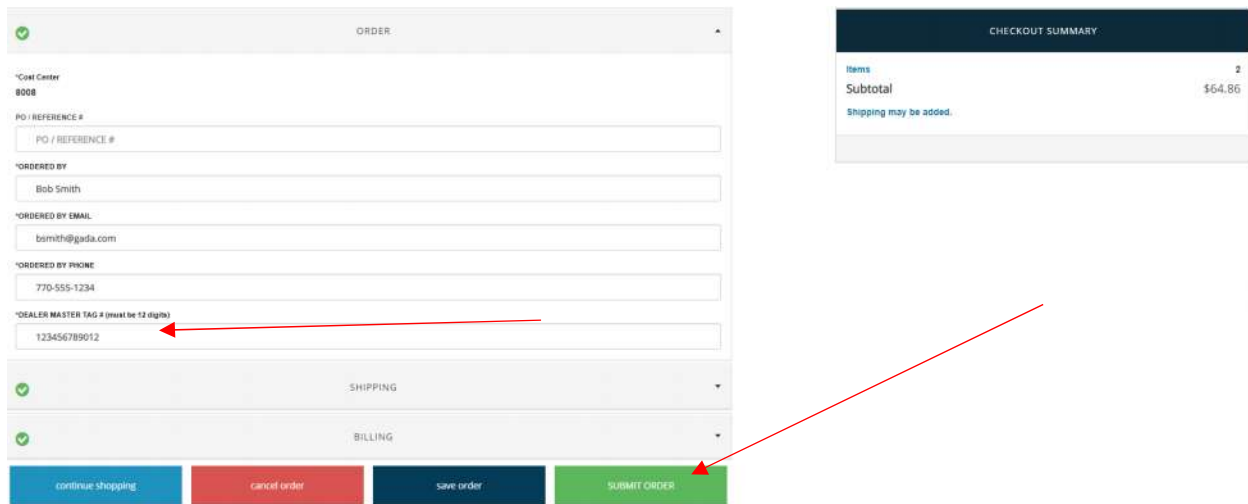 ORDER
*Cost Center
8008
PO / REFERENCE #
PO / REFERENCE #
*ORDERED BY
Bob Smith
*ORDERED BY EMAIL
bsmith@gada.com
*ORDERED BY PHONE
770-555-1234
*DEALER MASTER TAG # (must be 12 digits)
123456789012
SHIPPING
BILLING
continue shopping
cancel order
save order
SUBMIT ORDER
CHECKOUT SUMMARY
Items 2
Subtotal $64.86
Shipping may be added.